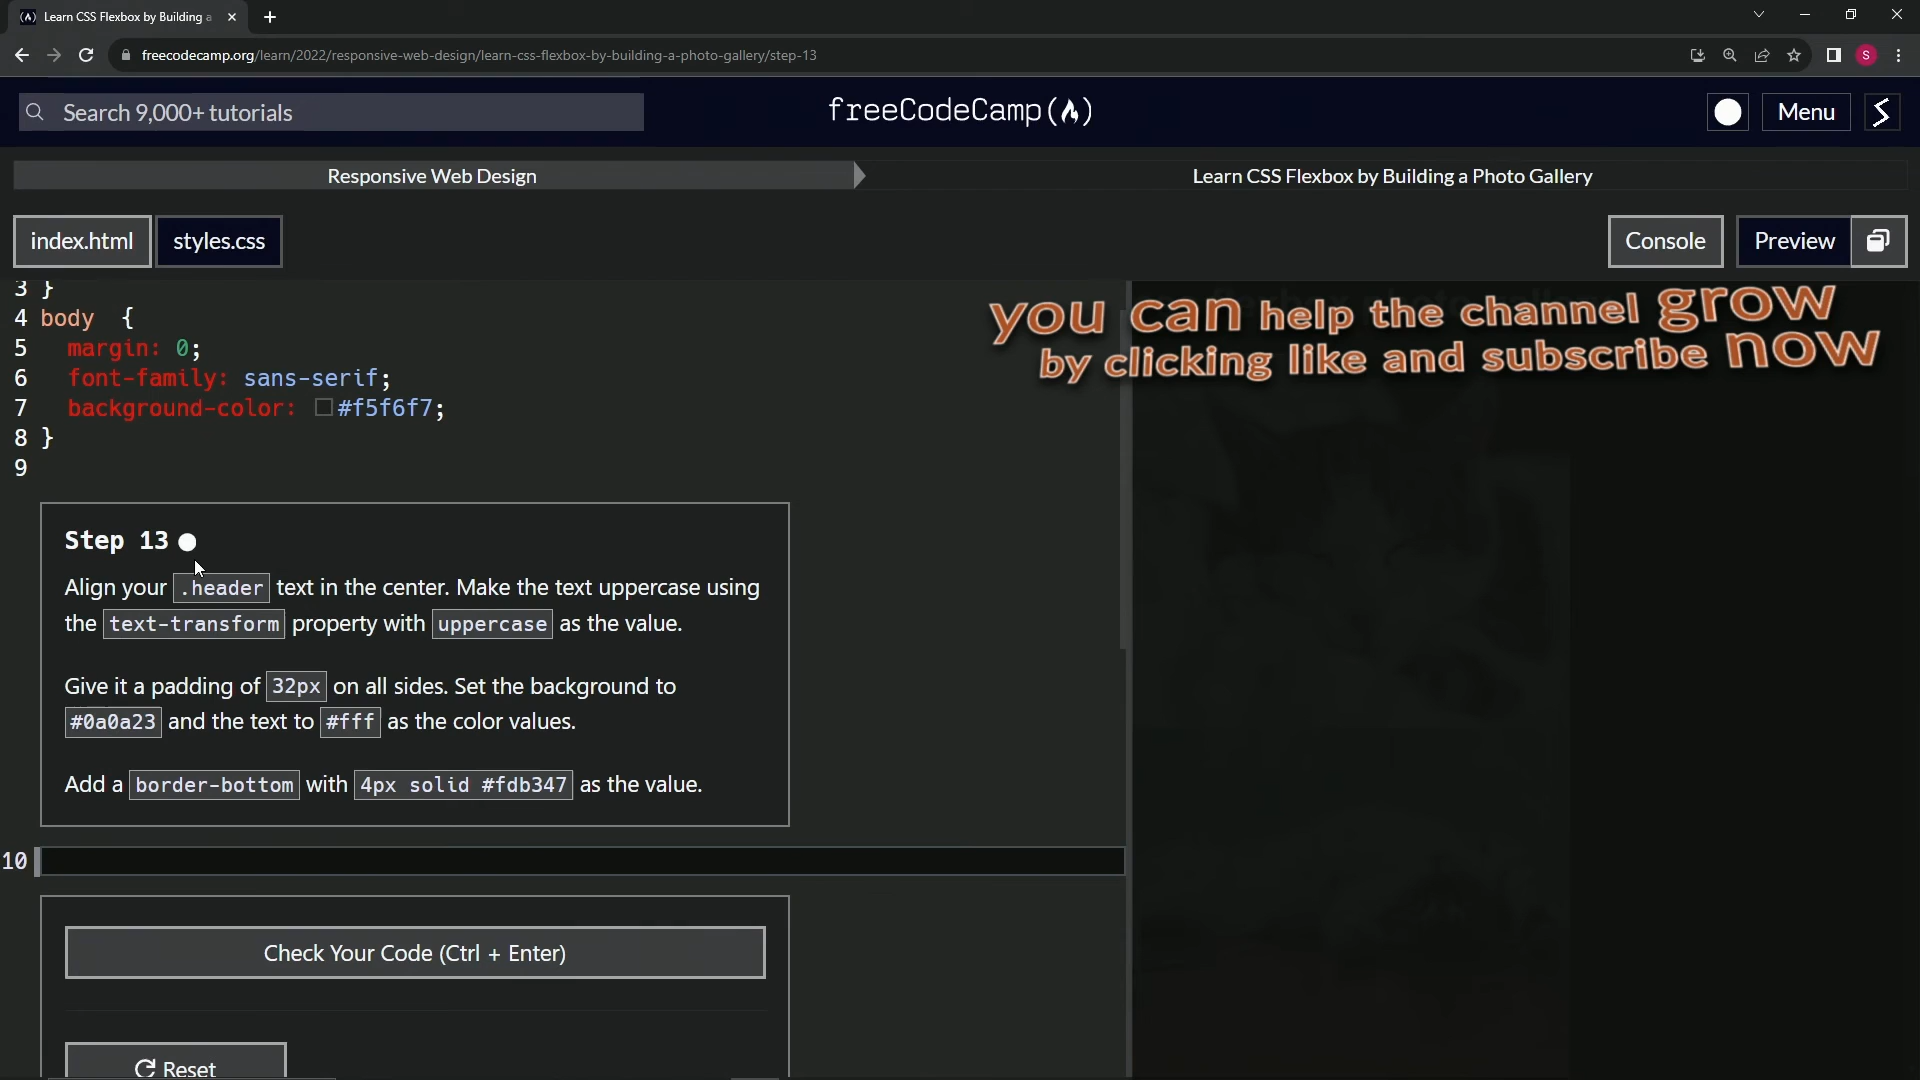 Learn CSS Flexbox by Building a
freecodecamp.org/learn/2022/responsive-web-design/learn-css-flexbox-by-building-a-photo-gallery/step-13
S
Search 9,000+ tutorials
freeCodeCamp(🔥)
Menu
Responsive Web Design
Learn CSS Flexbox by Building a Photo Gallery
index.html
styles.css
Console
Preview
you can help the channel grow
by clicking like and subscribe now
3 }
4 body {
5 margin: 0;
6 font-family: sans-serif;
7 background-color: #f5f6f7;
8 }
9
Step 13
Align your .header text in the center. Make the text uppercase using
the text-transform property with uppercase as the value.
Give it a padding of 32px on all sides. Set the background to
#0a0a23 and the text to #fff as the color values.
Add a border-bottom with 4px solid #fdb347 as the value.
10
Check Your Code (Ctrl + Enter)
Reset